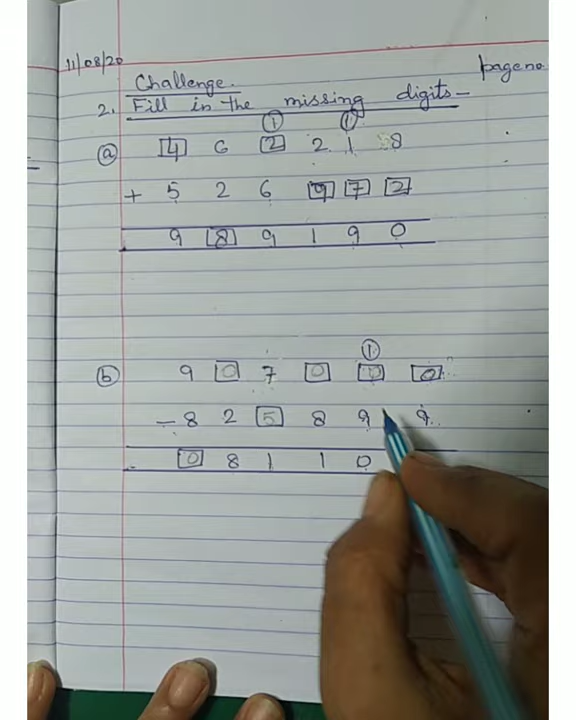 11/08/20
page no.
Challenge.
2. Fill in the missing digits-
1 1
a 4 6 2 2 1 8
+ 5 2 6 9 7 2
9 8 9 1 9 0
1
b 9 0 7 0 0 0
- 8 2 5 8 9 9
0 8 1 1 0